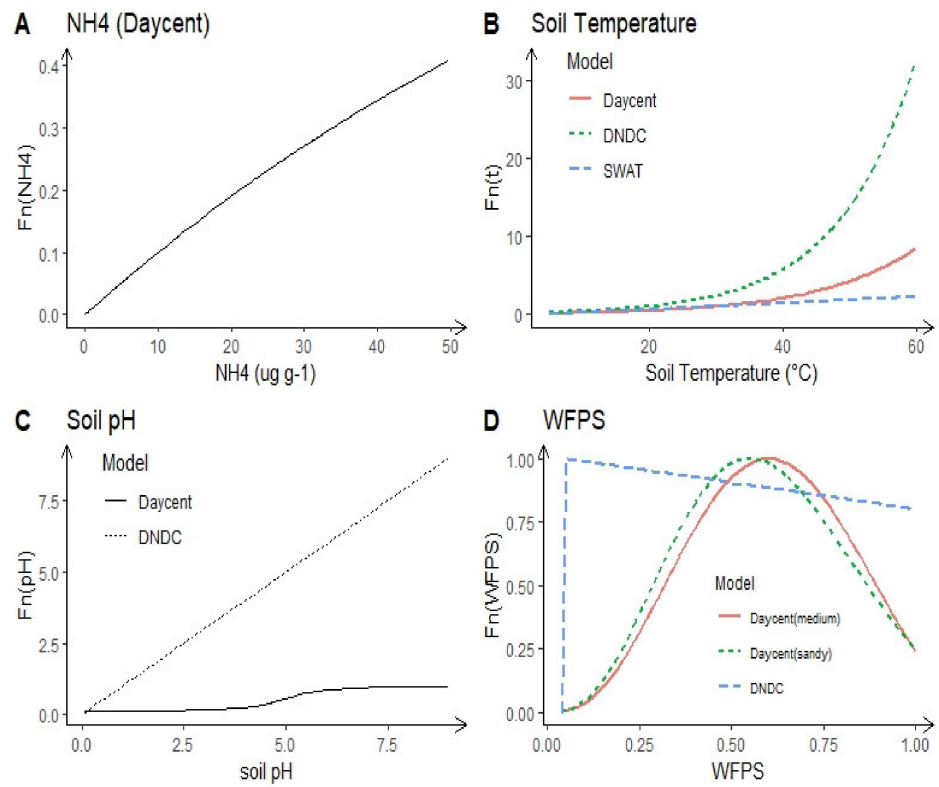 A NH4 (Daycent)
Fn(NH4)
0.4
0.3
0.2
0.1
0.0
0 10 20 30 40 50
NH4 (ug g-1)
B Soil Temperature
Model
Daycent
DNDC
SWAT
Fn(t)
30
20
10
0
20 40 60
Soil Temperature (°C)
C Soil pH
Model
Daycent
DNDC
Fn(pH)
7.5
5.0
2.5
0.0
0.0 2.5 5.0 7.5
soil pH
D WFPS
Fn(WFPS)
1.00
0.75
0.50
0.25
0.00
Model
Daycent(medium)
Daycent(sandy)
DNDC
0.00 0.25 0.50 0.75 1.00
WFPS